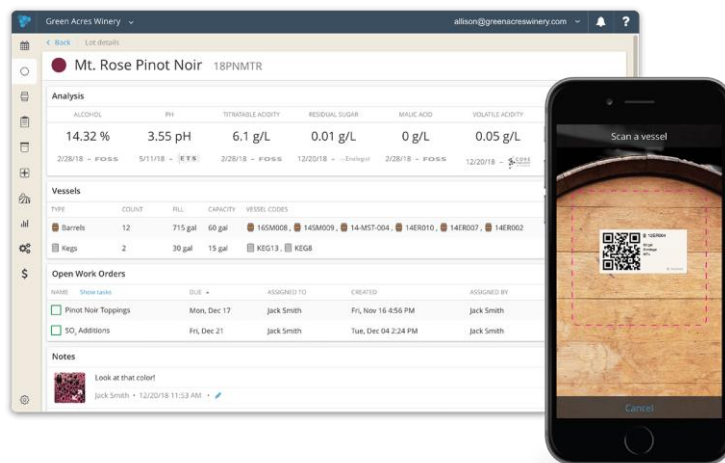 Green Acres Winery
allison@greenacreswinery.com
?
Back Lot details
Mt. Rose Pinot Noir 18PNMTR
Analysis
ALCOHOL PH TITRATABLE ACIDITY RESIDUAL SUGAR MALIC ACID VOLATILE ACIDITY
14.32 % 3.55 pH 6.1 g/L 0.01 g/L 0 g/L 0.05 g/L
2/28/18 – FOSS 5/11/18 – ETS 2/28/18 – FOSS 12/20/18 – 2/28/18 – FOSS 12/20/18 –
Vessels
TYPE COUNT FILL CAPACITY VESSEL CODES
Barrels 12 715 gal 60 gal 16SM008, 14SM009, 14-MST-004, 14ER010, 14ER007, 14ER002
Kegs 2 30 gal 15 gal KEG13, KEG8
Open Work Orders
NAME Show tasks DUE ASSIGNED TO CREATED ASSIGNED BY
Pinot Noir Toppings Mon, Dec 17 Jack Smith Fri, Nov 16 4:56 PM Jack Smith
SO₂ Additions Fri, Dec 21 Jack Smith Tue, Dec 04 2:24 PM Jack Smith
Notes
Look at that color!
Jack Smith • 12/20/18 11:53 AM •
$
Scan a vessel
Cancel